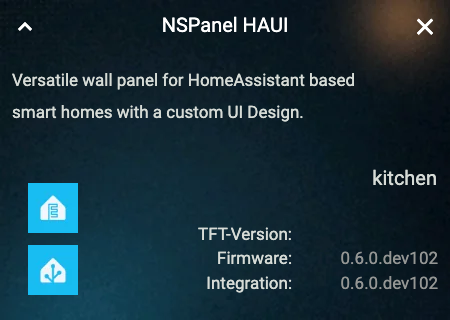 NSPanel HAUI
Versatile wall panel for HomeAssistant based
smart homes with a custom UI Design.
kitchen
TFT-Version:
Firmware: 0.6.0.dev102
Integration: 0.6.0.dev102